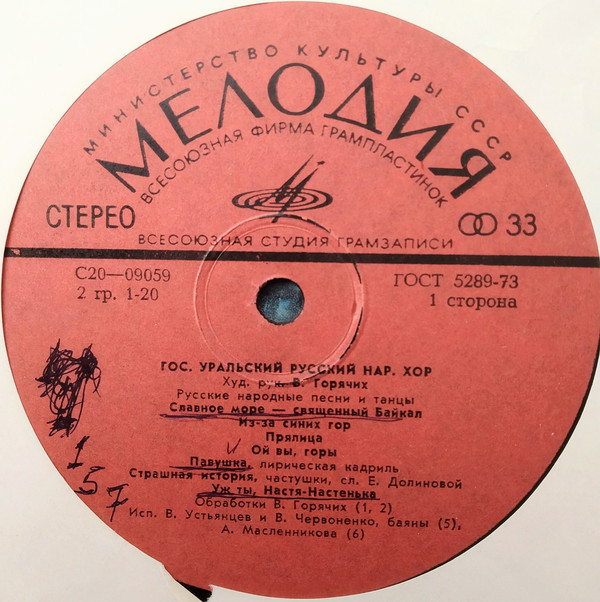 МИНИСТЕРСТВО КУЛЬТУРЫ СССР
МЕЛОДИЯ
ВСЕСОЮЗНАЯ ФИРМА ГРАМПЛАСТИНОК
СТЕРЕО
33
ВСЕСОЮЗНАЯ СТУДИЯ ГРАМЗАПИСИ
С20—09059
ГОСТ 5289-73
2 гр. 1-20
1 сторона
ГОС. УРАЛЬСКИЙ РУССКИЙ НАР. ХОР
Худ. рук. В. Горячих
Русские народные песни и танцы
Славное море — священный Байкал
Из-за синих гор
Прялица
Ой вы, горы
Павушка, лирическая кадриль
Страшная история, частушки, сл. Е. Долиновой
Уж ты, Настя-Настенька
Обработки В. Горячих (1, 2)
Исп. В. Устьянцев и В. Червоненко, баяны (5),
А. Масленникова (6)
1
57